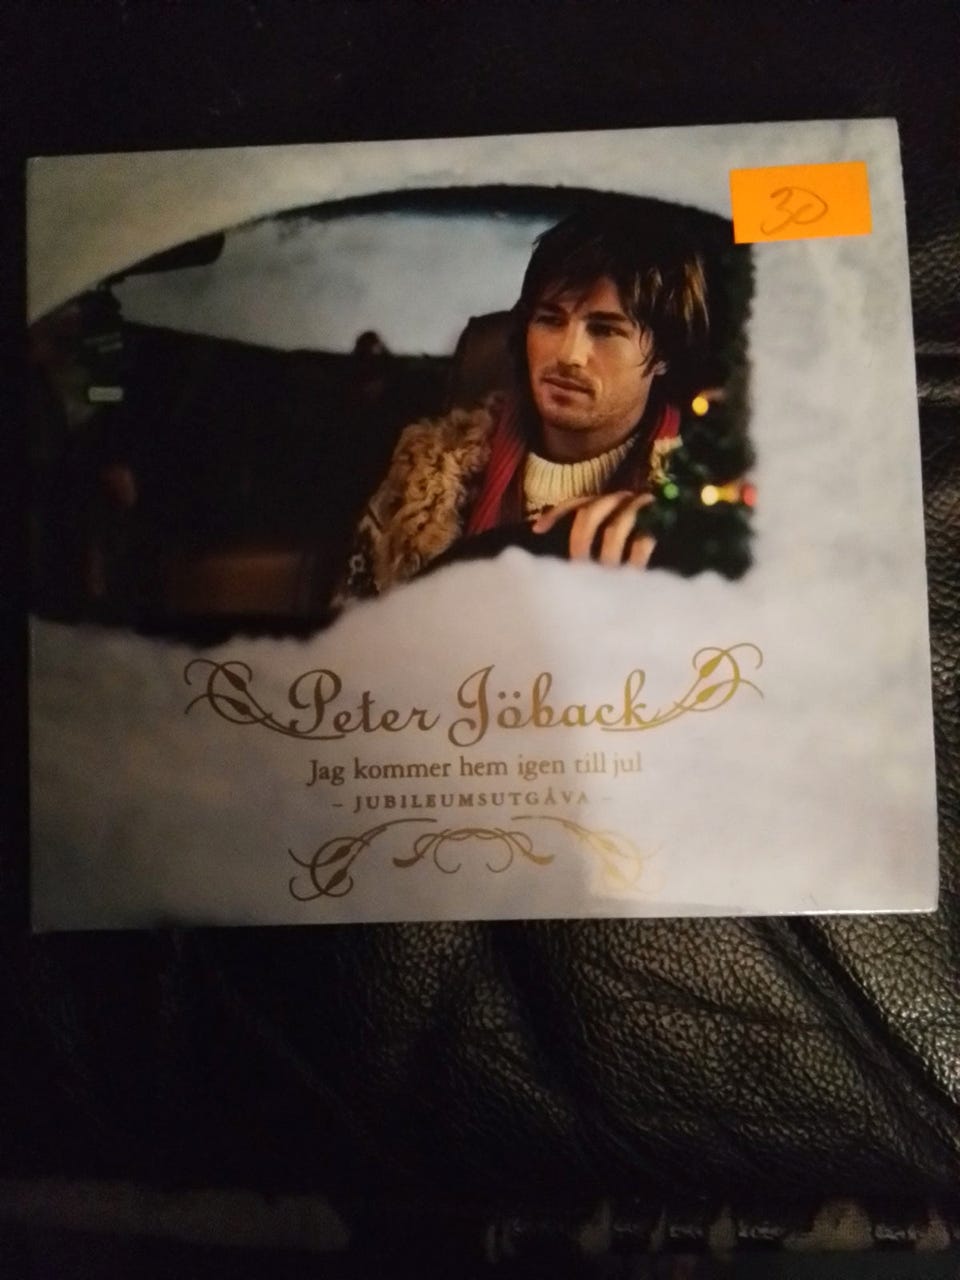 30
Peter Jöback
Jag kommer hem igen till jul
- JUBILEUMSUTGÅVA -